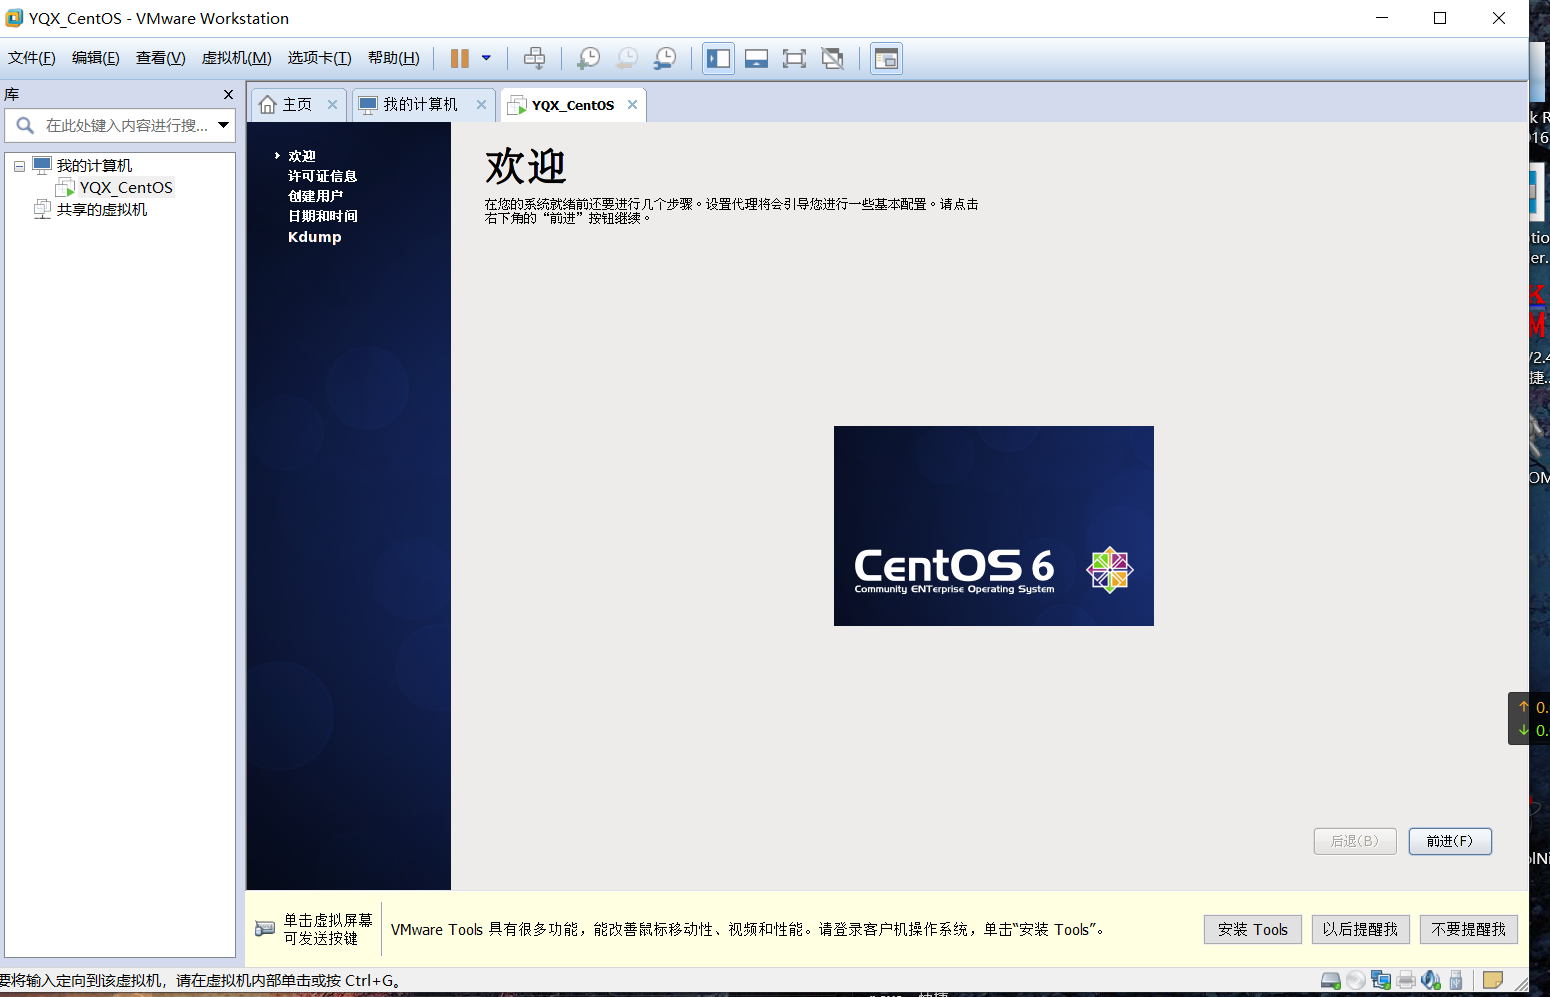 YQX_CentOS - VMware Workstation
文件(F) 编辑(E) 查看(V) 虚拟机(M) 选项卡(T) 帮助(H)
库
在此处键入内容进行搜...
我的计算机
YQX_CentOS
共享的虚拟机
主页 我的计算机 YQX_CentOS
欢迎
许可证信息
创建用户
日期和时间
Kdump
欢迎
在您的系统就绪前还要进行几个步骤。设置代理将会引导您进行一些基本配置。请点击
右下角的“前进”按钮继续。
CentOS 6
Community ENTerprise Operating System
后退(B) 前进(F)
单击虚拟屏幕
可发送按键
VMware Tools 具有很多功能，能改善鼠标移动性、视频和性能。请登录客户机操作系统，单击“安装 Tools”。
安装 Tools 以后提醒我 不要提醒我
要将输入定向到该虚拟机，请在虚拟机内部单击或按 Ctrl+G。
k R
016
tio
er.
K
M
V2.4
捷...
OM
↑ 0.
↓ 0.
olNi